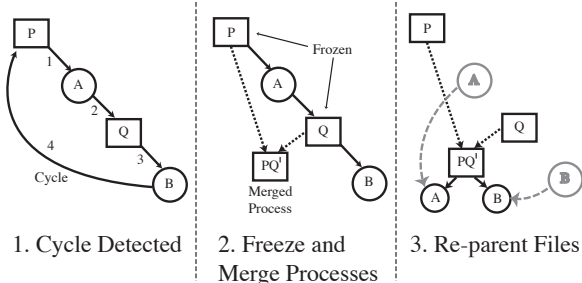 P
1
A
2
Q
3
4
Cycle
B
1. Cycle Detected
P
Frozen
A
Q
PQ'
Merged
Process
B
2. Freeze and
Merge Processes
P
A
Q
PQ'
B
A
B
3. Re-parent Files